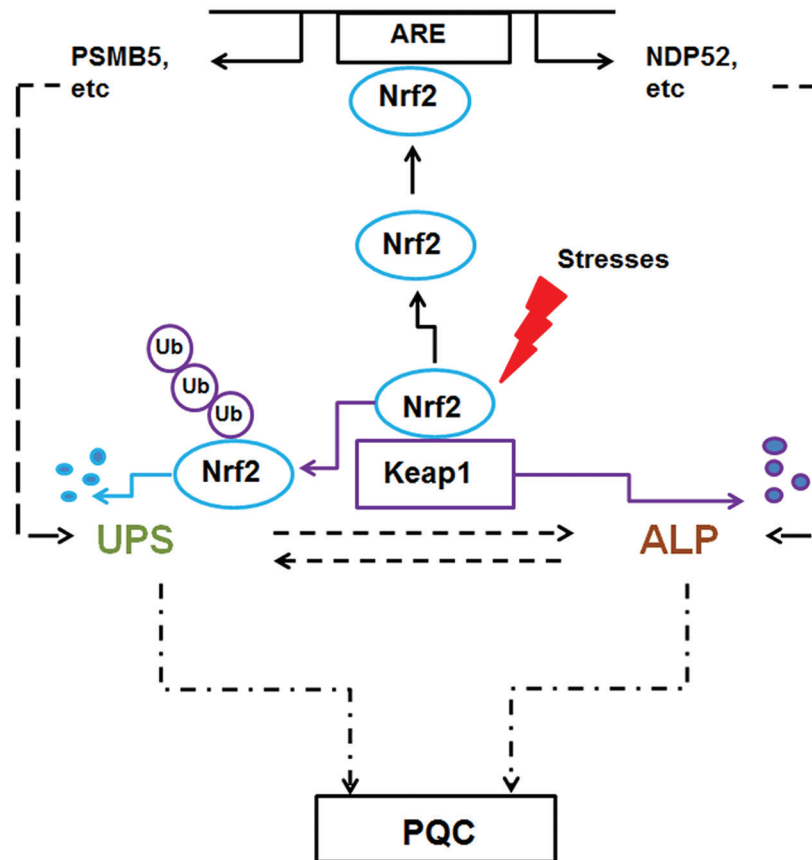 ARE
PSMB5,
etc
NDP52,
etc
Nrf2
Nrf2
Stresses
Ub
Ub
Ub
Nrf2
Nrf2
Keap1
UPS
ALP
PQC